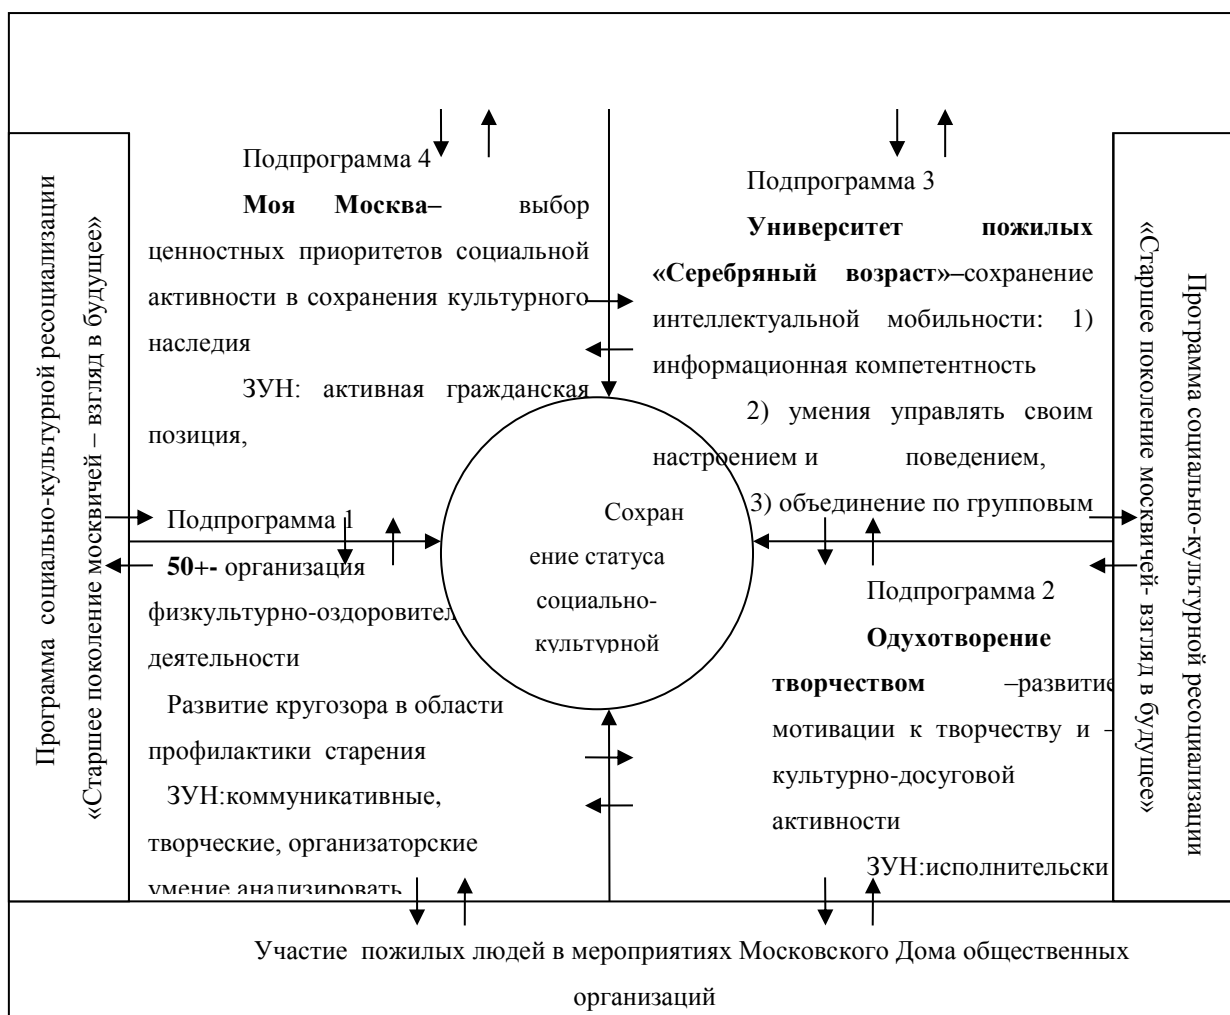 Программа социально-культурной ресоциализации
«Старшее поколение москвичей – взгляд в будущее»
Подпрограмма 4
Моя Москва– выбор
ценностных приоритетов социальной
активности в сохранения культурного
наследия
ЗУН: активная гражданская
позиция,
Подпрограмма 3
Университет пожилых
«Серебряный возраст»–сохранение
интеллектуальной мобильности: 1)
информационная компетентность
2) умения управлять своим
настроением и поведением,
3) объединение по групповым
Сохран
ение статуса
социально-
культурной
Подпрограмма 1
50+- организация
физкультурно-оздоровител
деятельности
Развитие кругозора в области
профилактики старения
ЗУН:коммуникативные,
творческие, организаторские
умение анализировать
Подпрограмма 2
Одухотворение
творчеством –развитие
мотивации к творчеству и –
культурно-досуговой
активности
ЗУН:исполнительски
Программа социально-культурной ресоциализации
«Старшее поколение москвичей- взгляд в будущее»
Участие пожилых людей в мероприятиях Московского Дома общественных
организаций